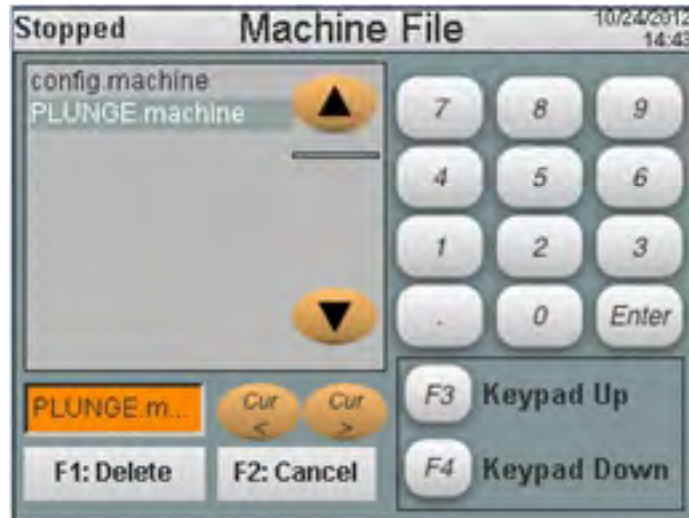 Stopped
Machine File
10/24/2012
14:43
config.machine
PLUNGE.machine
7 8 9
4 5 6
1 2 3
. 0 Enter
PLUNGE.m...
Cur <
Cur >
F3 Keypad Up
F1: Delete
F2: Cancel
F4 Keypad Down